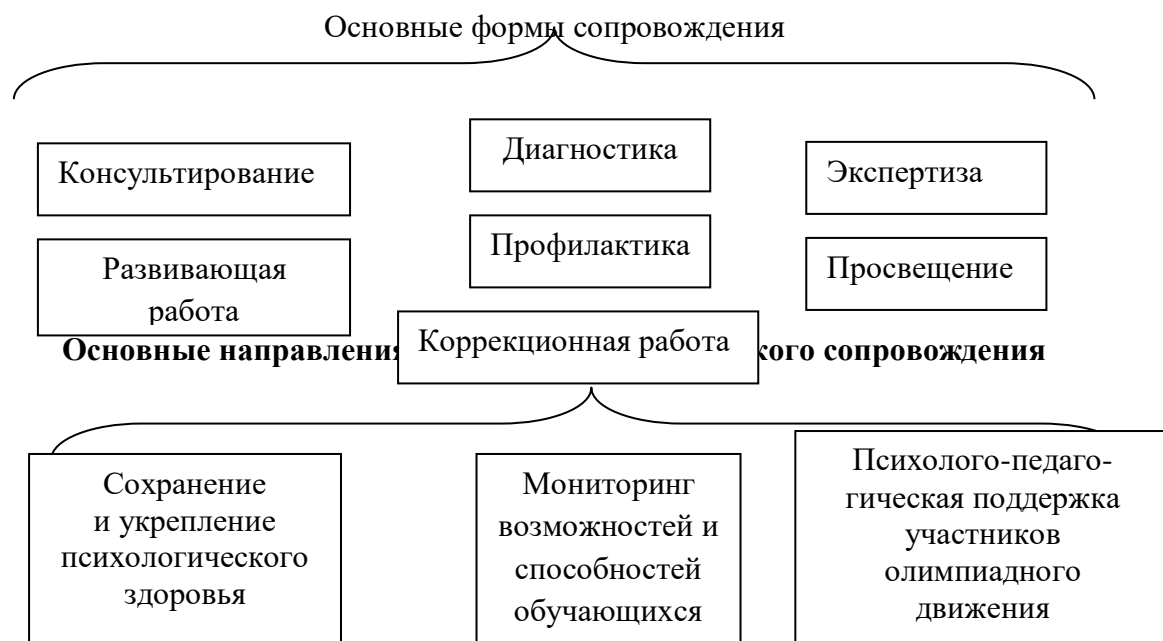 Основные формы сопровождения
Консультирование
Диагностика
Экспертиза
Развивающая
работа
Профилактика
Просвещение
Коррекционная работа
Основные направления кого сопровождения
Сохранение
и укрепление
психологического
здоровья
Мониторинг
возможностей и
способностей
обучающихся
Психолого-педаго-
гическая поддержка
участников
олимпиадного
движения